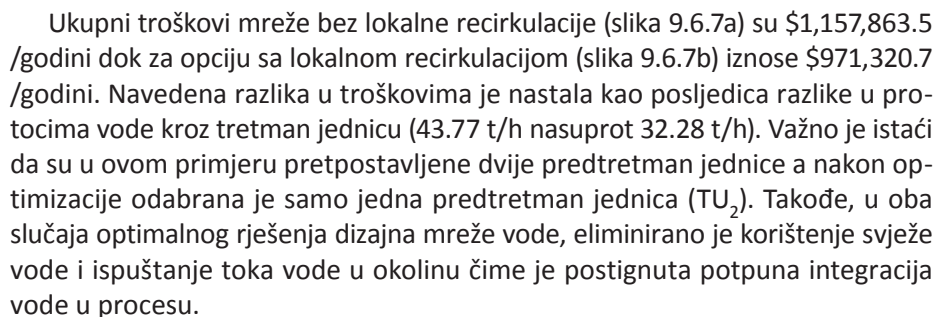 Ukupni troškovi mreže bez lokalne recirkulacije (slika 9.6.7a) su $1,157,863.5
/godini dok za opciju sa lokalnom recirkulacijom (slika 9.6.7b) iznose $971,320.7
/godini. Navedena razlika u troškovima je nastala kao posljedica razlike u pro-
tocima vode kroz tretman jednicu (43.77 t/h nasuprot 32.28 t/h). Važno je istaći
da su u ovom primjeru pretpostavljene dvije predtretman jednice a nakon op-
timizacije odabrana je samo jedna predtretman jednica (TU₂). Takođe, u oba
slučaja optimalnog rješenja dizajna mreže vode, eliminirano je korištenje svježe
vode i ispuštanje toka vode u okolinu čime je postignuta potpuna integracija
vode u procesu.